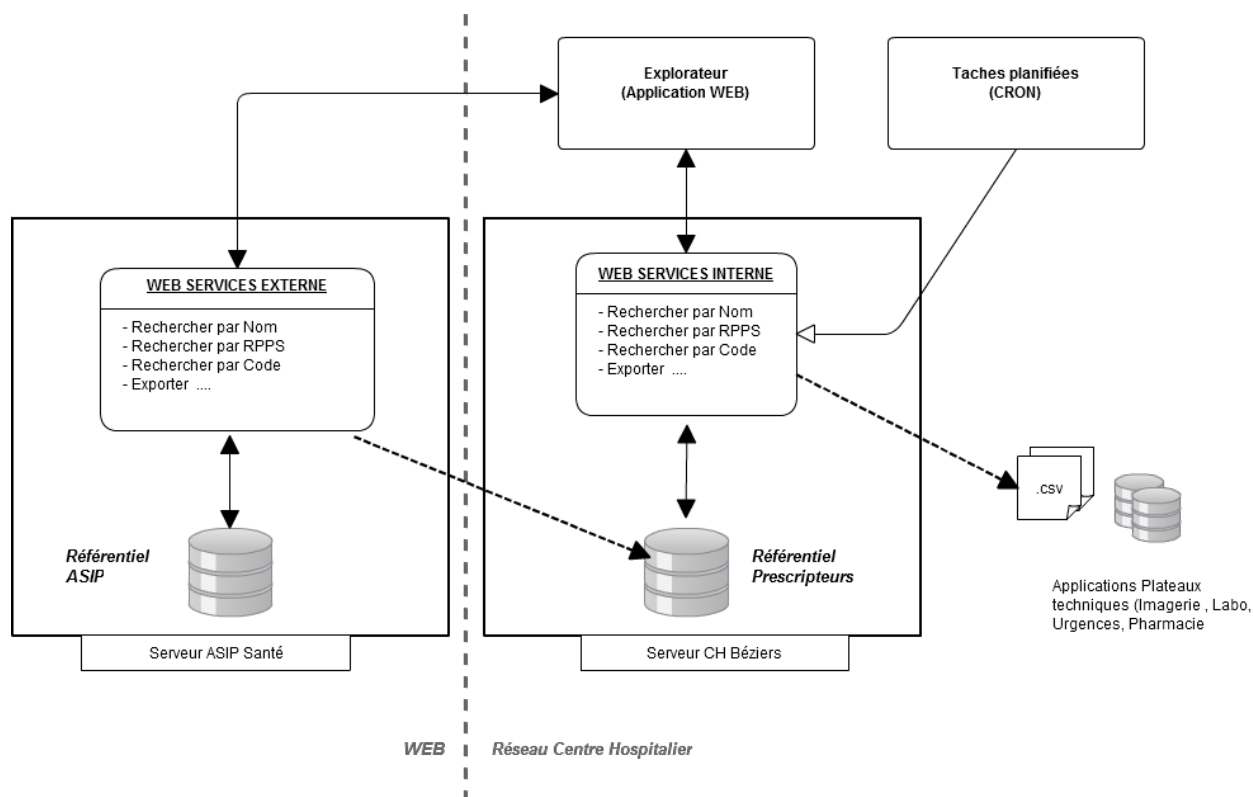 Explorateur
(Application WEB)
Taches planifiées
(CRON)
WEB SERVICES EXTERNE
- Rechercher par Nom
- Rechercher par RPPS
- Rechercher par Code
- Exporter ....
WEB SERVICES INTERNE
- Rechercher par Nom
- Rechercher par RPPS
- Rechercher par Code
- Exporter ....
Référentiel
ASIP
Référentiel
Prescripteurs
.CSV
Applications Plateaux
techniques (Imagerie , Labo,
Urgences, Pharmacie
Serveur ASIP Santé
Serveur CH Béziers
WEB
Réseau Centre Hospitalier